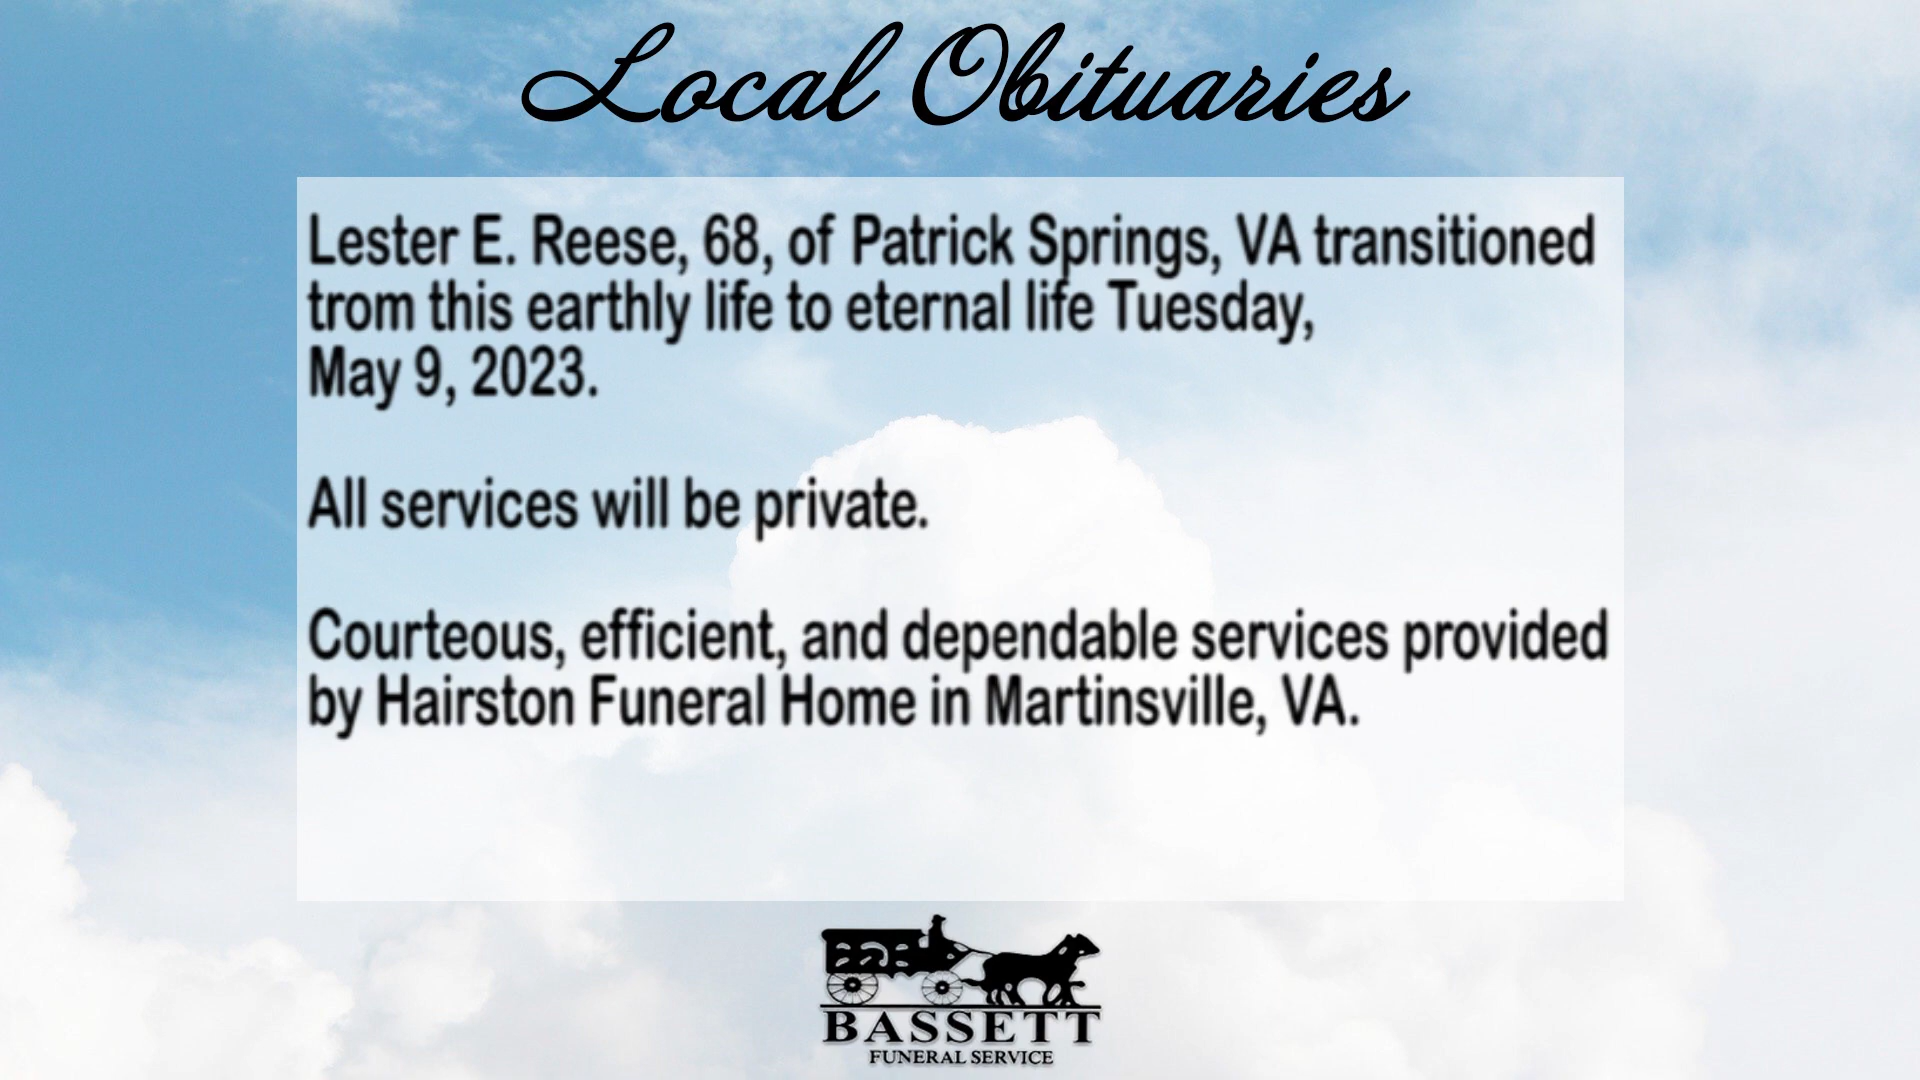 Local Obituaries
Lester E. Reese, 68, of Patrick Springs, VA transitioned
trom this earthly life to eternal life Tuesday,
May 9, 2023.
All services will be private.
Courteous, efficient, and dependable services provided
by Hairston Funeral Home in Martinsville, VA.
BASSETT
FUNERAL SERVICE